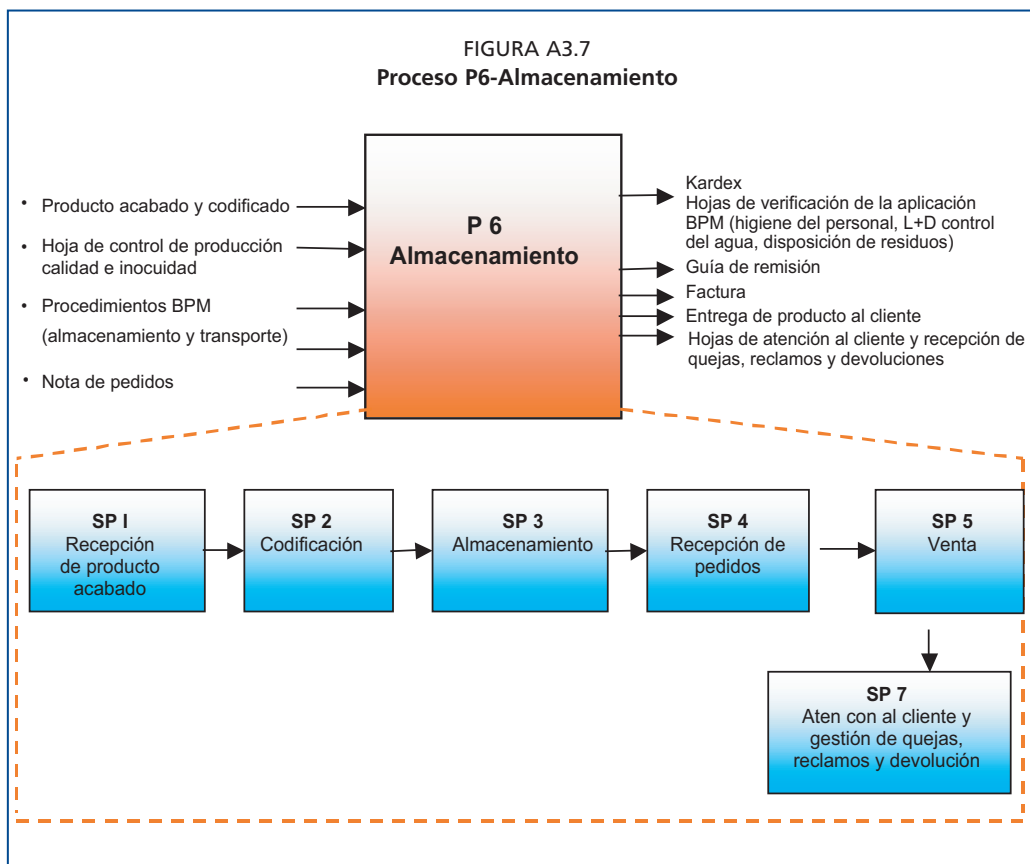 FIGURA A3.7
Proceso P6-Almacenamiento
• Producto acabado y codificado
• Hoja de control de producción
calidad e inocuidad
• Procedimientos BPM
(almacenamiento y transporte)
• Nota de pedidos
P 6
Almacenamiento
Kardex
Hojas de verificación de la aplicación
BPM (higiene del personal, L+D control
del agua, disposición de residuos)
Guía de remisión
Factura
Entrega de producto al cliente
Hojas de atención al cliente y recepción de
quejas, reclamos y devoluciones
SP I
Recepción
de producto
acabado
SP 2
Codificación
SP 3
Almacenamiento
SP 4
Recepción de
pedidos
SP 5
Venta
SP 7
Aten con al cliente y
gestión de quejas,
reclamos y devolución